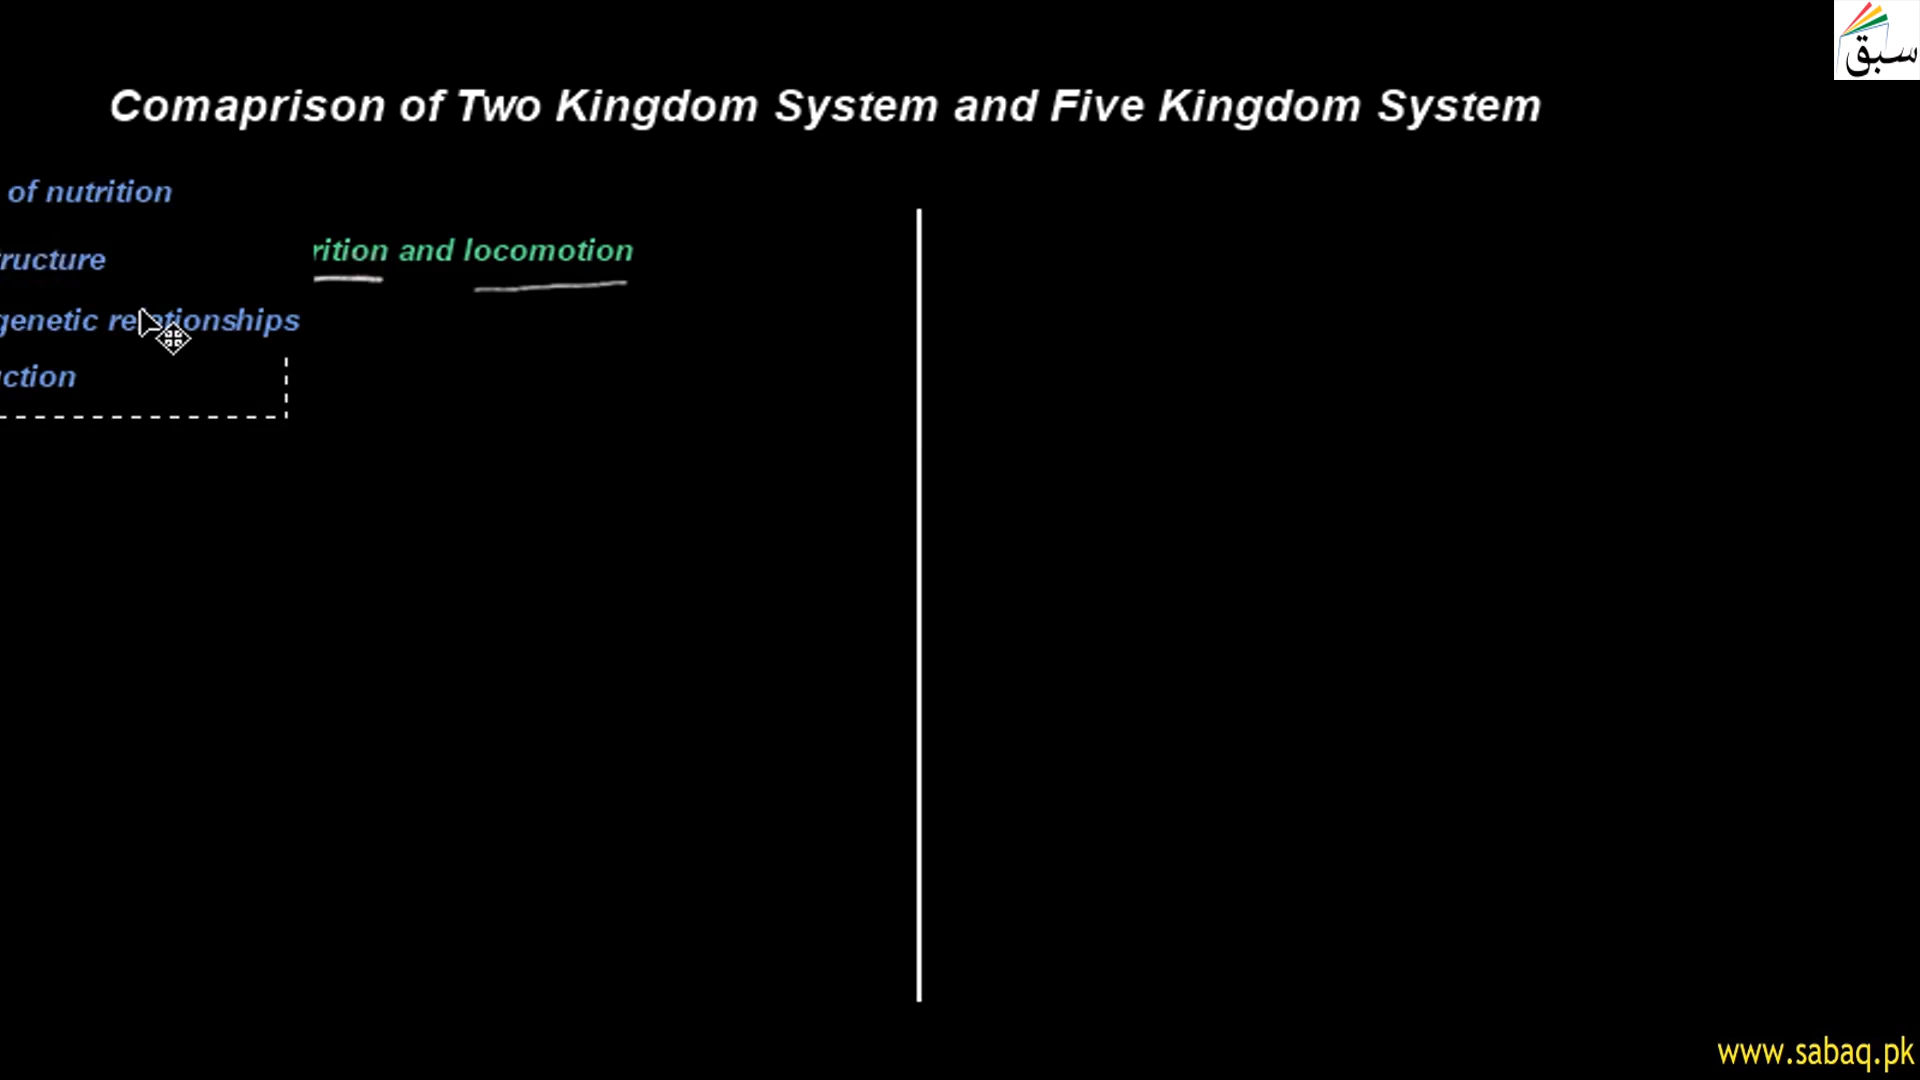 سبق
Comaprison of Two Kingdom System and Five Kingdom System
of nutrition
rition and locomotion
ructure
genetic relationships
ction
www.sabaq.pk